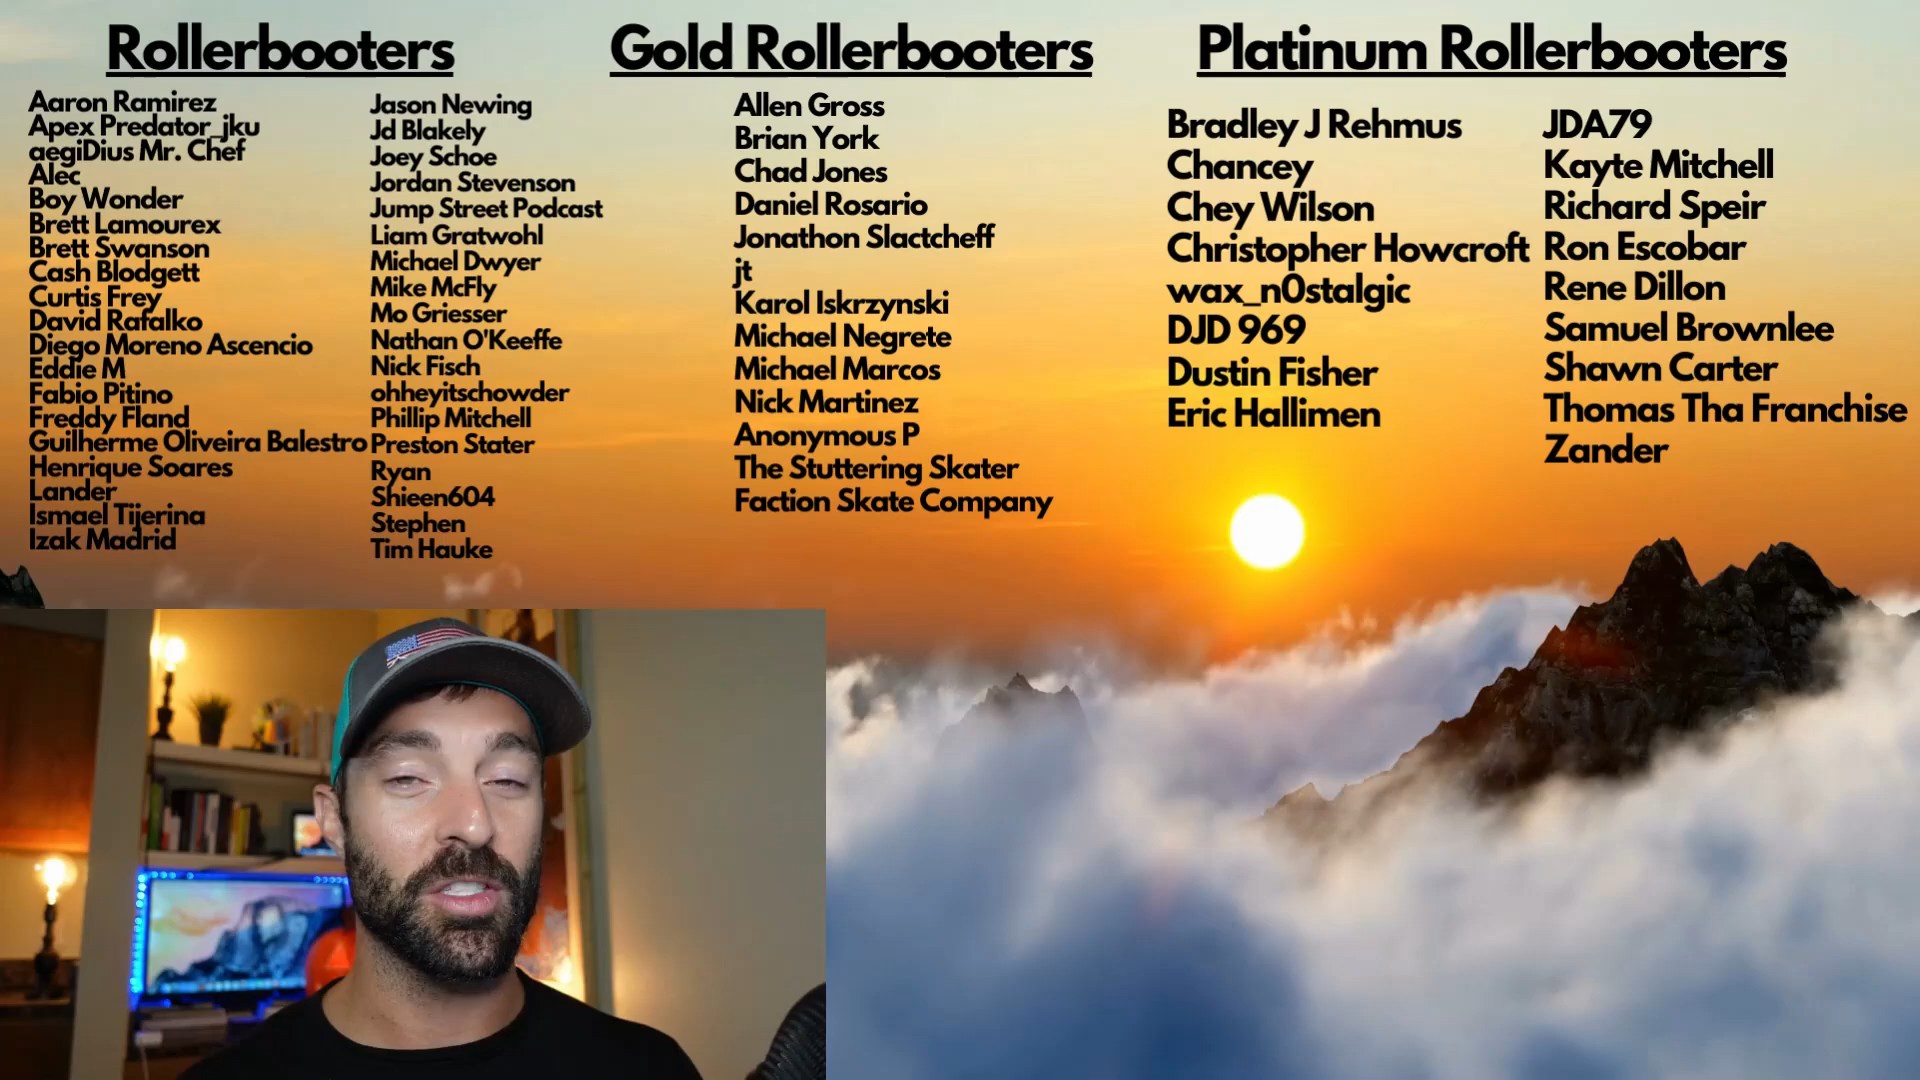 Rollerbooters
Aaron Ramirez
Apex Predator_jku
aegiDius Mr. Chef
Alec
Boy Wonder
Brett Lamourex
Brett Swanson
Cash Blodgett
Curtis Frey
David Rafalko
Diego Moreno Ascencio
Eddie M
Fabio Pitino
Freddy Fland
Guilherme Oliveira Balestro
Henrique Soares
Lander
Ismael Tijerina
Izak Madrid
Jason Newing
Jd Blakely
Joey Schoe
Jordan Stevenson
Jump Street Podcast
Liam Gratwohl
Michael Dwyer
Mike McFly
Mo Griesser
Nathan O'Keeffe
Nick Fisch
ohheyitschowder
Phillip Mitchell
Preston Stater
Ryan
Shieen604
Stephen
Tim Hauke
Gold Rollerbooters
Allen Gross
Brian York
Chad Jones
Daniel Rosario
Jonathon Slactcheff
jt
Karol Iskrzynski
Michael Negrete
Michael Marcos
Nick Martinez
Anonymous P
The Stuttering Skater
Faction Skate Company
Platinum Rollerbooters
Bradley J Rehmus
Chancey
Chey Wilson
Christopher Howcroft
wax_n0stalgic
DJD 969
Dustin Fisher
Eric Hallimen
JDA79
Kayte Mitchell
Richard Speir
Ron Escobar
Rene Dillon
Samuel Brownlee
Shawn Carter
Thomas Tha Franchise
Zander